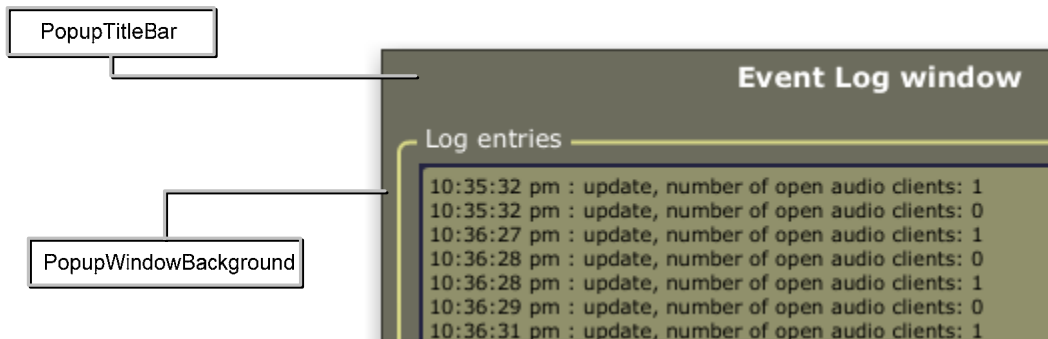 PopupTitleBar
Event Log window
Log entries
10:35:32 pm : update, number of open audio clients: 1
10:35:32 pm : update, number of open audio clients: 0
10:36:27 pm : update, number of open audio clients: 1
10:36:28 pm : update, number of open audio clients: 0
10:36:28 pm : update, number of open audio clients: 1
10:36:29 pm : update, number of open audio clients: 0
10:36:31 pm : update, number of open audio clients: 1
PopupWindowBackground